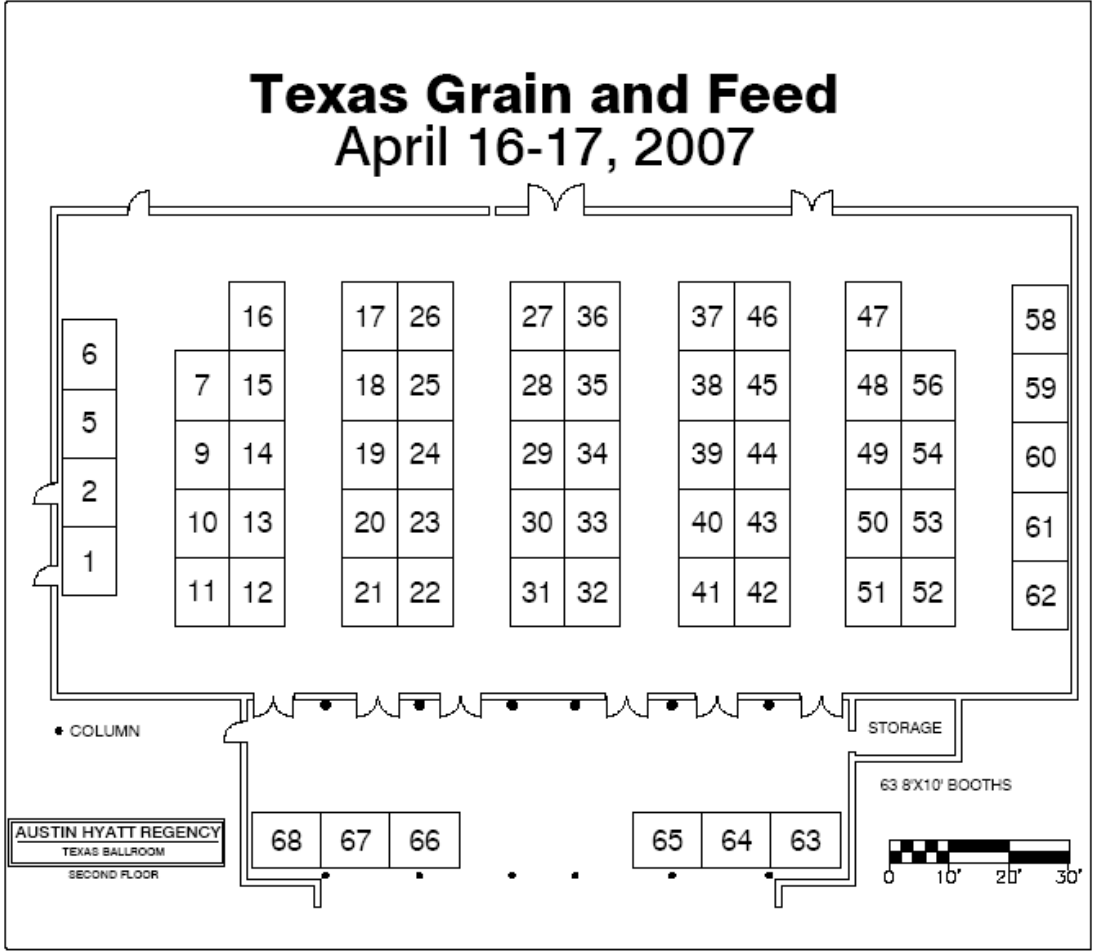 Texas Grain and Feed
April 16-17, 2007
16 17 26 27 36 37 46 47 58
6 7 15 18 25 28 35 38 45 48 56 59
5 9 14 19 24 29 34 39 44 49 54 60
2 10 13 20 23 30 33 40 43 50 53 61
1 11 12 21 22 31 32 41 42 51 52 62
COLUMN
STORAGE
63 8'X10' BOOTHS
AUSTIN HYATT REGENCY
TEXAS BALLROOM
SECOND FLOOR
68 67 66 65 64 63
0 10' 20' 30'